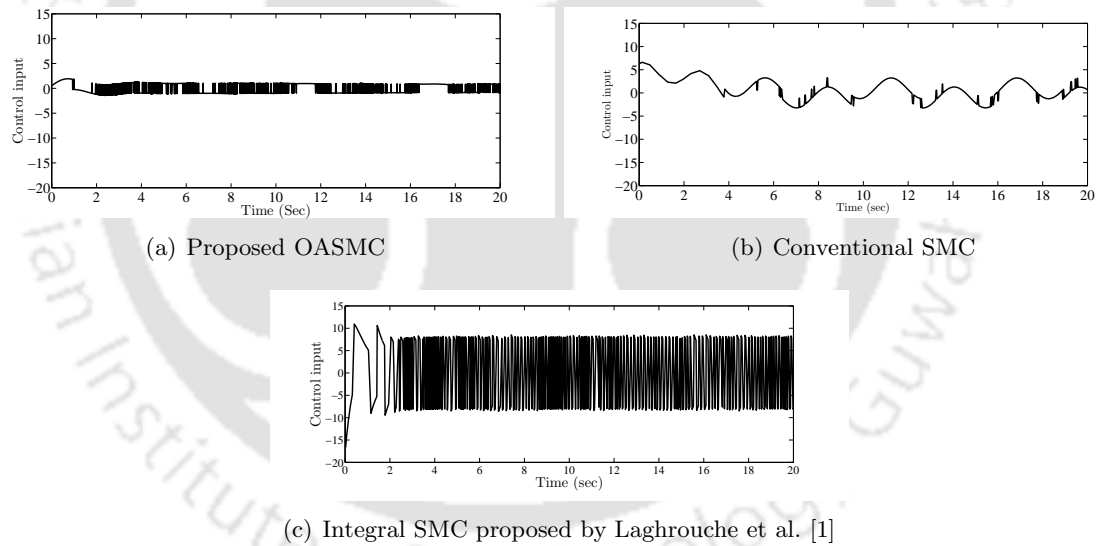 15
10
5
0
−5
−10
−15
−20
Control input
0 2 4 6 8 10 12 14 16 18 20
Time (Sec)
(a) Proposed OASMC
15
10
5
0
−5
−10
−15
−20
Control input
0 2 4 6 8 10 12 14 16 18 20
Time (sec)
(b) Conventional SMC
15
10
5
0
−5
−10
−15
−20
Control input
0 2 4 6 8 10 12 14 16 18 20
Time (sec)
(c) Integral SMC proposed by Laghrouche et al. [1]
ian Institute
ology Guwa